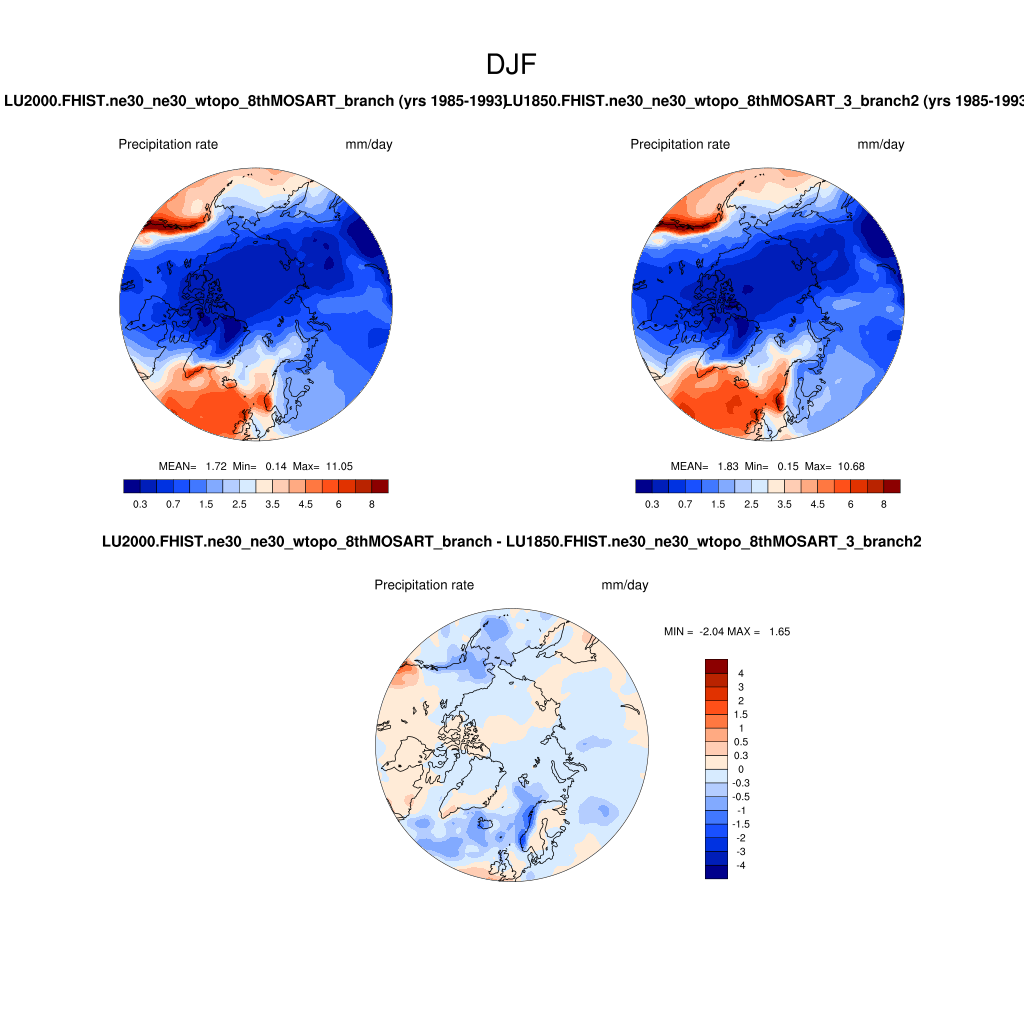 DJF
LU2000.FHIST.ne30_ne30_wtopo_8thMOSART_branch (yrs 1985-1993)
LU1850.FHIST.ne30_ne30_wtopo_8thMOSART_3_branch2 (yrs 1985-1993
Precipitation rate mm/day
Precipitation rate mm/day
MEAN= 1.72 Min= 0.14 Max= 11.05
MEAN= 1.83 Min= 0.15 Max= 10.68
0.3 0.7 1.5 2.5 3.5 4.5 6 8
0.3 0.7 1.5 2.5 3.5 4.5 6 8
LU2000.FHIST.ne30_ne30_wtopo_8thMOSART_branch - LU1850.FHIST.ne30_ne30_wtopo_8thMOSART_3_branch2
Precipitation rate mm/day
MIN = -2.04 MAX = 1.65
4
3
2
1.5
1
0.5
0.3
0
-0.3
-0.5
-1
-1.5
-2
-3
-4